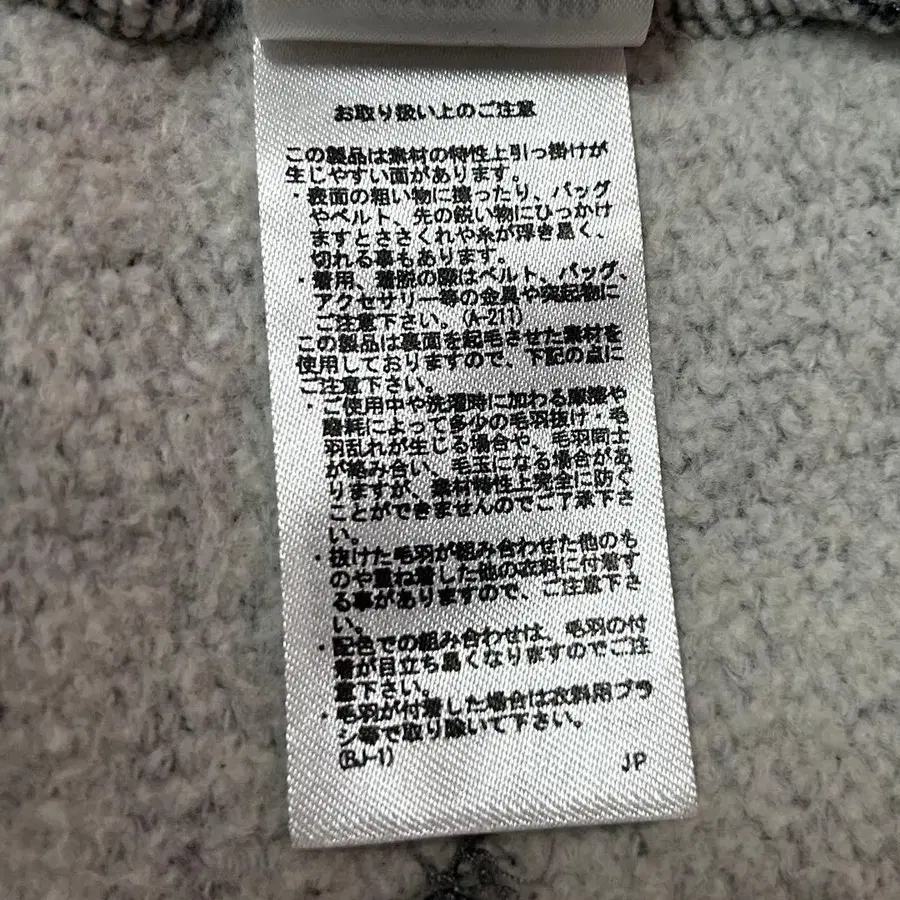 お取り扱い上のご注意
この製品は素材の特性上引っ掛けが
生じやすい面があります。
・表面の粗い物に擦ったり、バッグ
やベルト、先の鋭い物にひっかけ
ますとささくれや糸が浮き易く、
切れる事もあります。
・着用、着脱の際はベルト、バッグ、
アクセサリー等の金具や突起物に
ご注意下さい。(A-211)
この製品は裏面を起毛させた素材を
使用しておりますので、下記の点に
ご注意下さい。
・ご使用中や洗濯時に加わる摩擦や
磨耗によって多少の毛羽抜け・毛
羽乱れが生じる場合や、毛羽同士
が絡み合い、毛玉になる場合があ
りますが、素材特性上完全に防ぐ
ことができませんのでご了承下さ
い。
・抜けた毛羽が組み合わせた他のも
のや重ね着した他の衣料に付着す
る事がありますので、ご注意下さ
い。
・配色での組み合わせは、毛羽の付
着が目立ち易くなりますのでご注
意下さい。
・毛羽が付着した場合は衣料用ブラ
シ等で取り除いて下さい。
(BJ-1)
JP